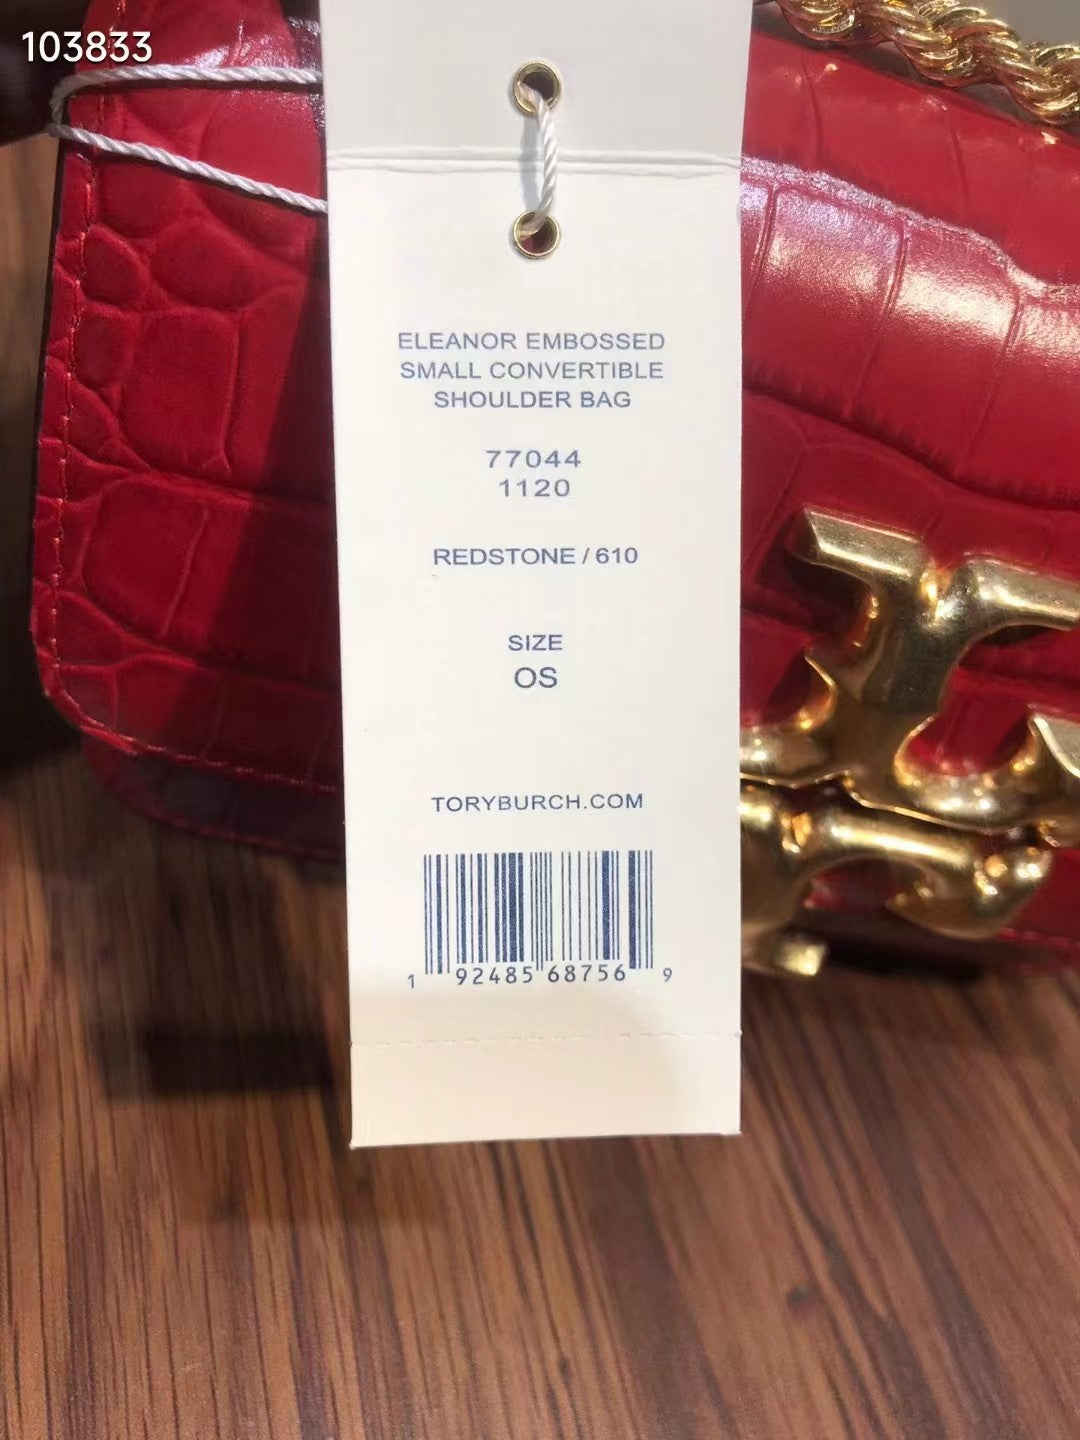 103833
ELEANOR EMBOSSED
SMALL CONVERTIBLE
SHOULDER BAG
77044
1120
REDSTONE / 610
SIZE
OS
TORYBURCH.COM
1 92485 68756 9